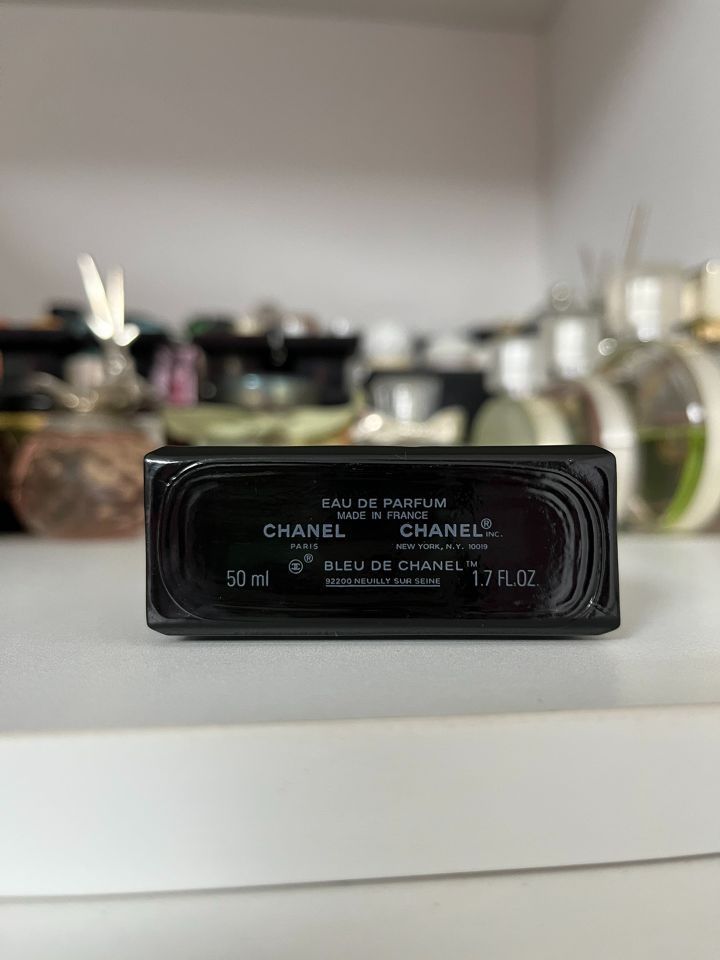 EAU DE PARFUM
MADE IN FRANCE
CHANEL CHANEL®INC.
PARIS NEW YORK, N.Y. 10019
® BLEU DE CHANEL™
50 ml 92200 NEUILLY SUR SEINE 1.7 FL.OZ.